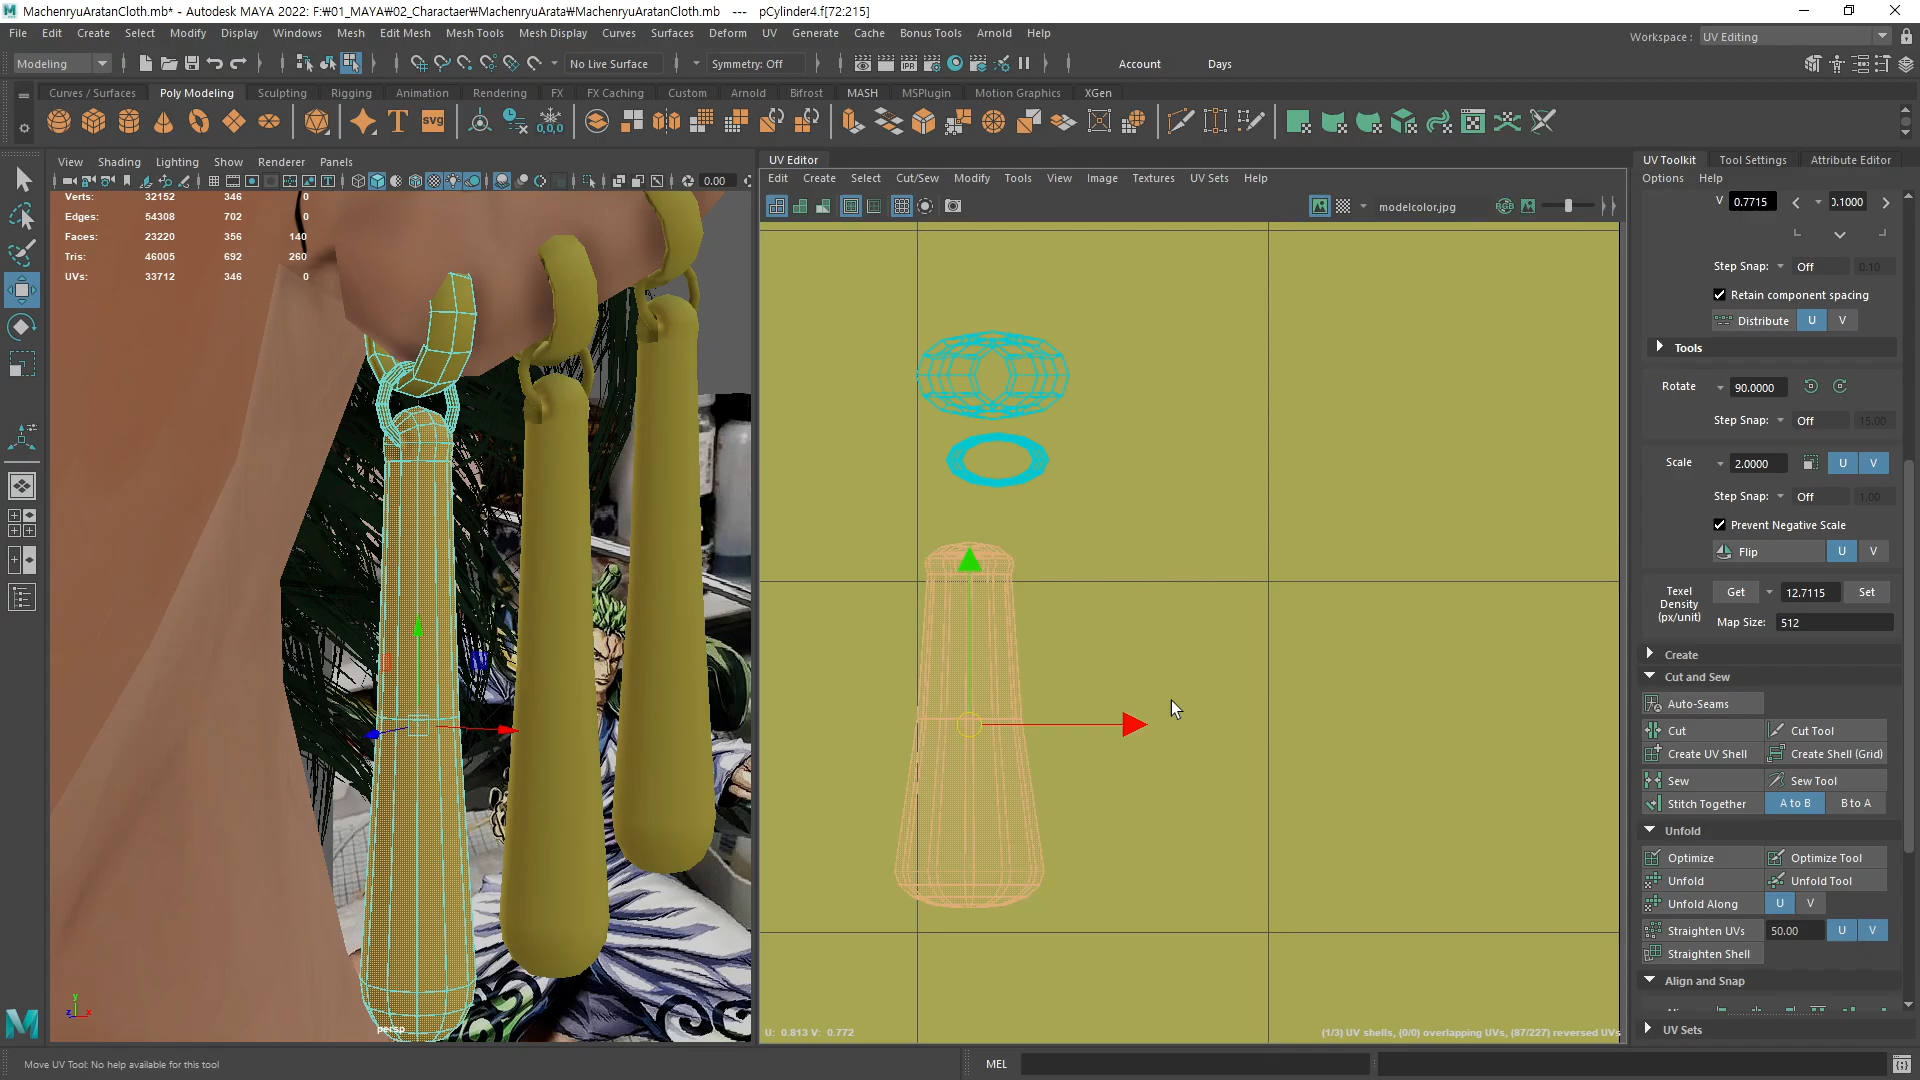 MachenryuAratanCloth.mb* - Autodesk MAYA 2022: F:₩01_MAYA₩02_Charactaer₩MachenryuArata₩MachenryuAratanCloth.mb --- pCylinder4.f[72:215]
File Edit Create Select Modify Display Windows Mesh Edit Mesh Mesh Tools Mesh Display Curves Surfaces Deform UV Generate Cache Bonus Tools Arnold Help
Workspace : UV Editing
Modeling No Live Surface Symmetry: Off Account Days
Curves / Surfaces Poly Modeling Sculpting Rigging Animation Rendering FX FX Caching Custom Arnold Bifrost MASH MSPlugin Motion Graphics XGen
T svg 0,0,0
View Shading Lighting Show Renderer Panels
0.00
Verts: 32152 346 0
Edges: 54308 702 0
Faces: 23220 356 140
Tris: 46005 692 260
UVs: 33712 346 0
persp
UV Editor
Edit Create Select Cut/Sew Modify Tools View Image Textures UV Sets Help
modelcolor.jpg
U: 0.813 V: 0.772
(1/3) UV shells, (0/0) overlapping UVs, (87/227) reversed UVs
UV Toolkit Tool Settings Attribute Editor
Options Help
V 0.7715 0.1000
Step Snap: Off 0.10
Retain component spacing
Distribute U V
Tools
Rotate 90.0000
Step Snap: Off 15.00
Scale 2.0000 U V
Step Snap: Off 1.00
Prevent Negative Scale
Flip U V
Texel Density (px/unit) Get 12.7115 Set
Map Size: 512
Create
Cut and Sew
Auto-Seams
Cut Cut Tool
Create UV Shell Create Shell (Grid)
Sew Sew Tool
Stitch Together A to B B to A
Unfold
Optimize Optimize Tool
Unfold Unfold Tool
Unfold Along U V
Straighten UVs 50.00 U V
Straighten Shell
Align and Snap
UV Sets
Move UV Tool: No help available for this tool
MEL